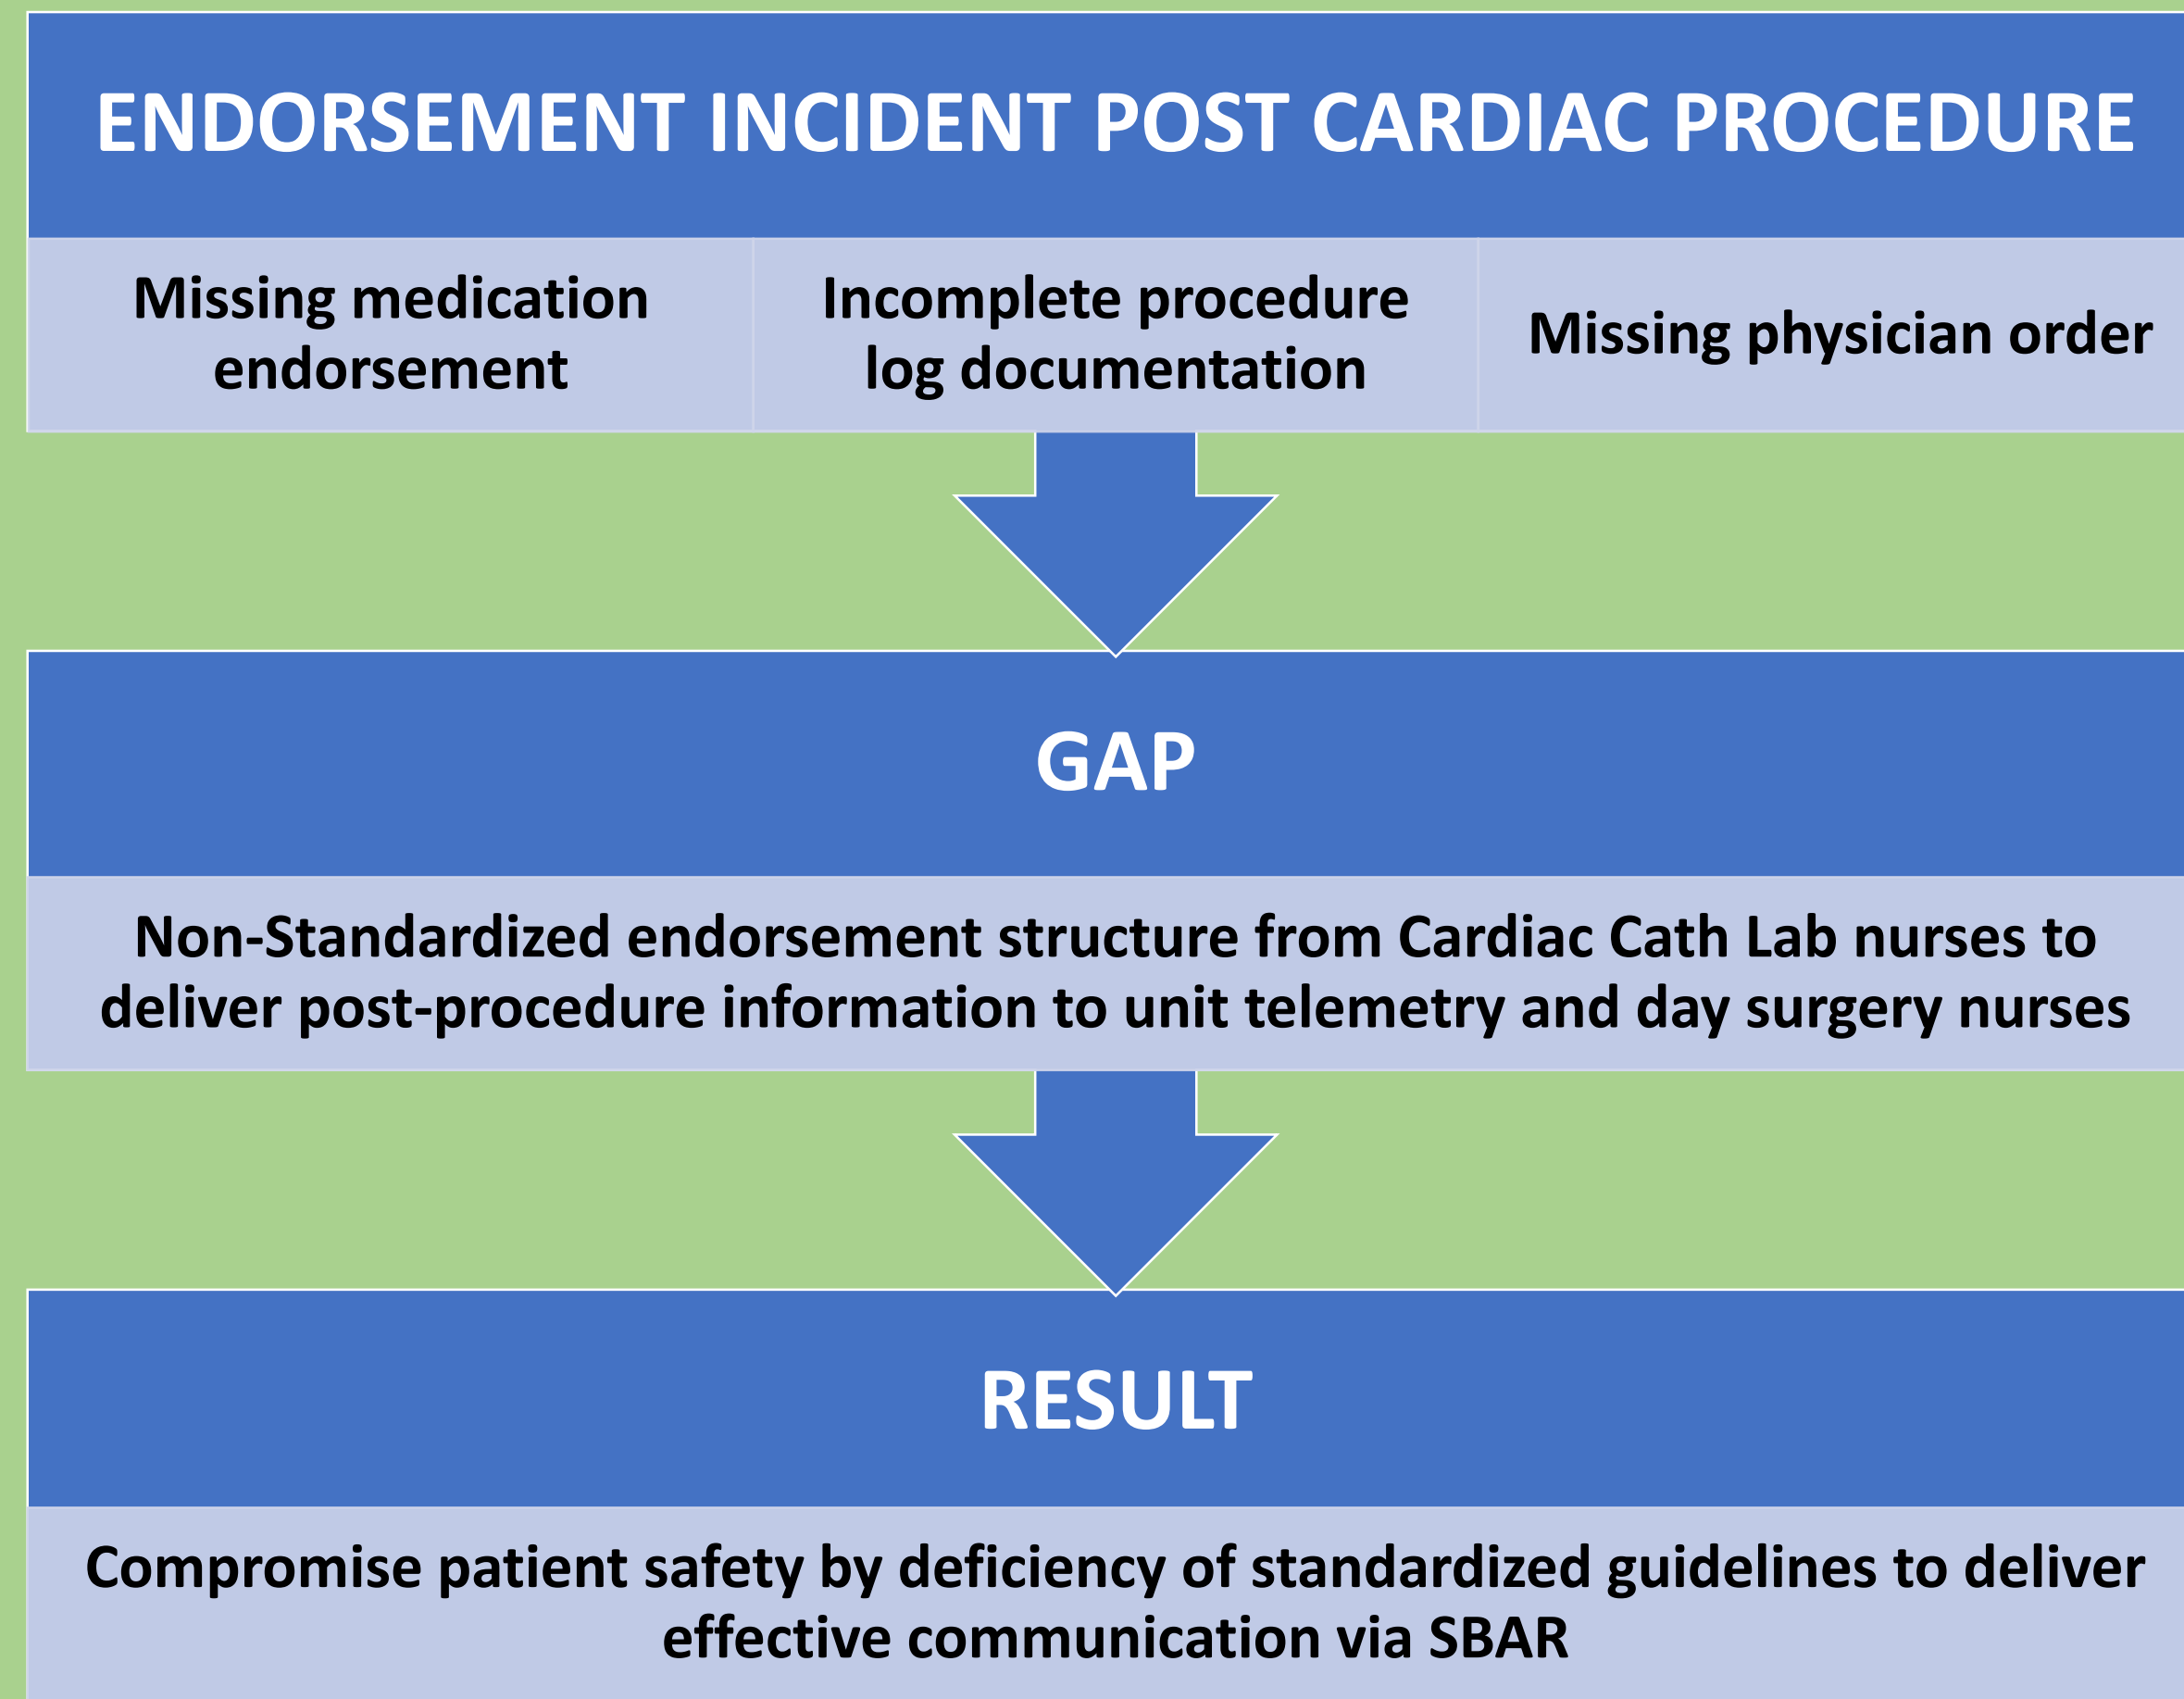 ENDORSEMENT INCIDENT POST CARDIAC PROCEDURE
Missing medication
endorsement
Incomplete procedure
log documentation
Missing physician order
GAP
Non-Standardized endorsement structure from Cardiac Cath Lab nurses to
deliver post-procedure information to unit telemetry and day surgery nurses
RESULT
Compromise patient safety by deficiency of standardized guidelines to deliver
effective communication via SBAR